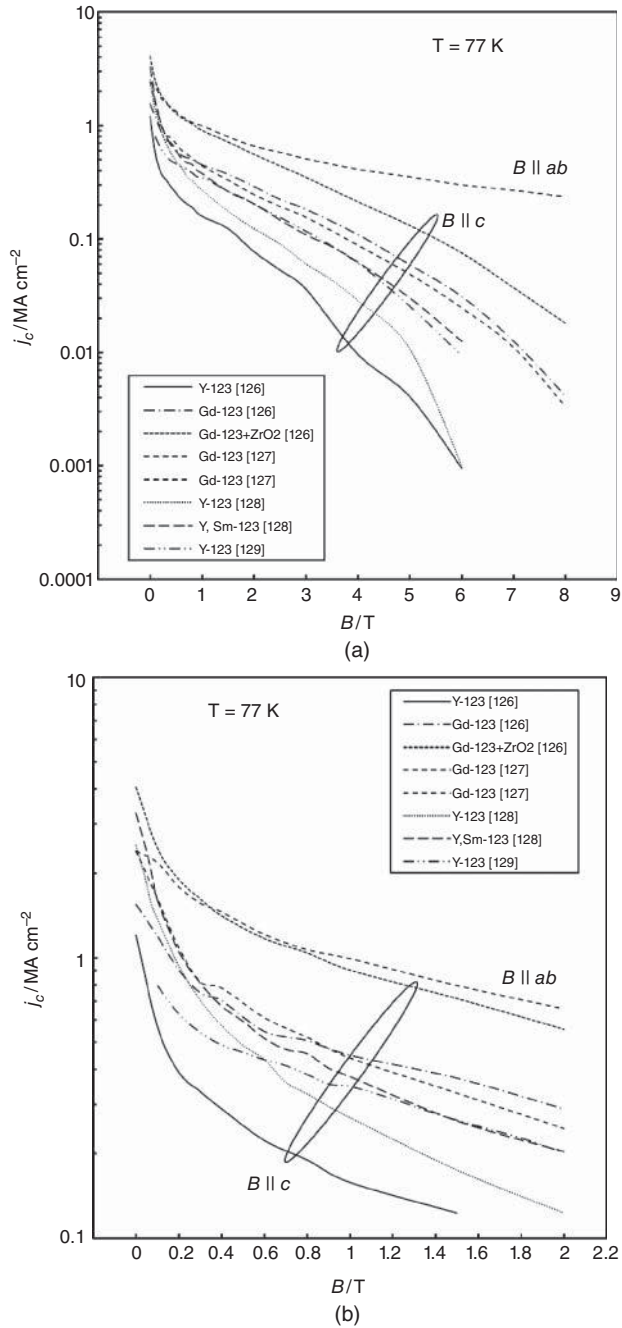 10
T = 77 K
1
B || ab
0.1
B || c
j_c/MA cm⁻²
0.01
Y-123 [126]
Gd-123 [126]
Gd-123+ZrO2 [126]
Gd-123 [127]
Gd-123 [127]
Y-123 [128]
Y, Sm-123 [128]
Y-123 [129]
0.001
0.0001
0 1 2 3 4 5 6 7 8 9
B/T
(a)
10
T = 77 K
Y-123 [126]
Gd-123 [126]
Gd-123+ZrO2 [126]
Gd-123 [127]
Gd-123 [127]
Y-123 [128]
Y,Sm-123 [128]
Y-123 [129]
j_c/MA cm⁻²
1
B || ab
B || c
0.1
0 0.2 0.4 0.6 0.8 1.0 1.2 1.4 1.6 1.8 2 2.2
B/T
(b)